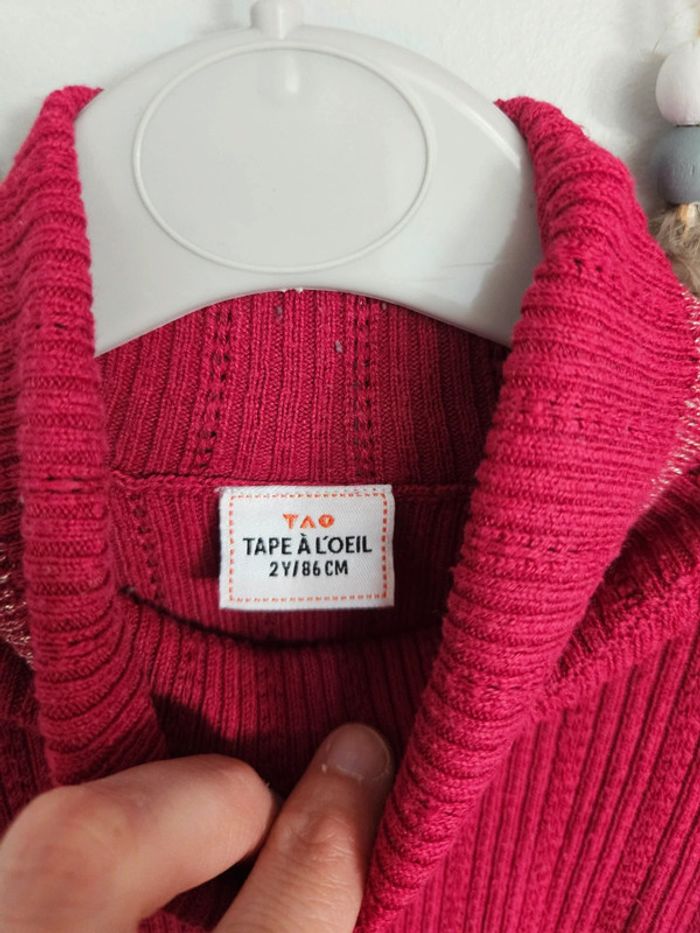 TAO
TAPE À L'OEIL
2Y/86CM